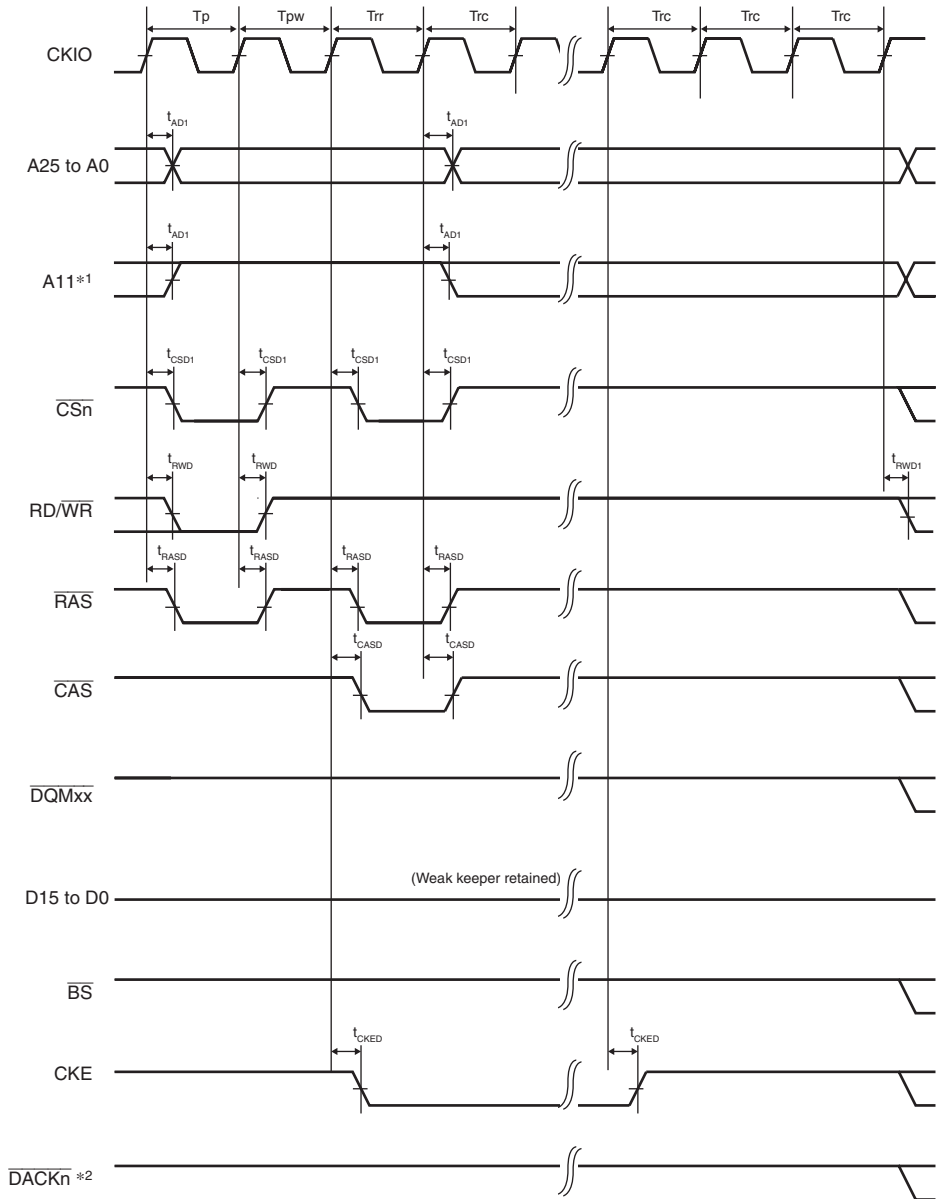 Tp Tpw Trr Trc Trc Trc Trc
CKIO
tAD1 tAD1
A25 to A0
tAD1 tAD1
A11*1
tCSD1 tCSD1 tCSD1 tCSD1
CSn
tRWD tRWD tRWD1
RD/WR
tRASD tRASD tRASD tRASD
RAS
tCASD tCASD
CAS
DQMxx
(Weak keeper retained)
D15 to D0
BS
tCKED tCKED
CKE
DACKn *2